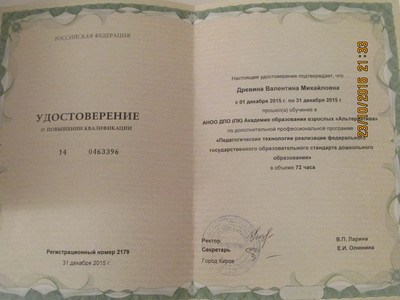 РОССИЙСКАЯ ФЕДЕРАЦИЯ
УДОСТОВЕРЕНИЕ
О ПОВЫШЕНИИ КВАЛИФИКАЦИИ
14 0463396
Регистрационный номер 2179
31 декабря 2015 г.
Настоящее удостоверение подтверждает, что
Древина Валентина Михайловна
с 01 декабря 2015 г. по 31 декабря 2015 г.
прошел(а) обучение в
АНОО ДПО (ПК) Академия образования взрослых «Альтернатива»
по дополнительной профессиональной программе
«Педагогические технологии реализации федерального
государственного образовательного стандарта дошкольного
образования»
в объеме 72 часа
Ректор
В.П. Ларина
Секретарь
Е.И.
Город Киров
23/10/2016 21:39